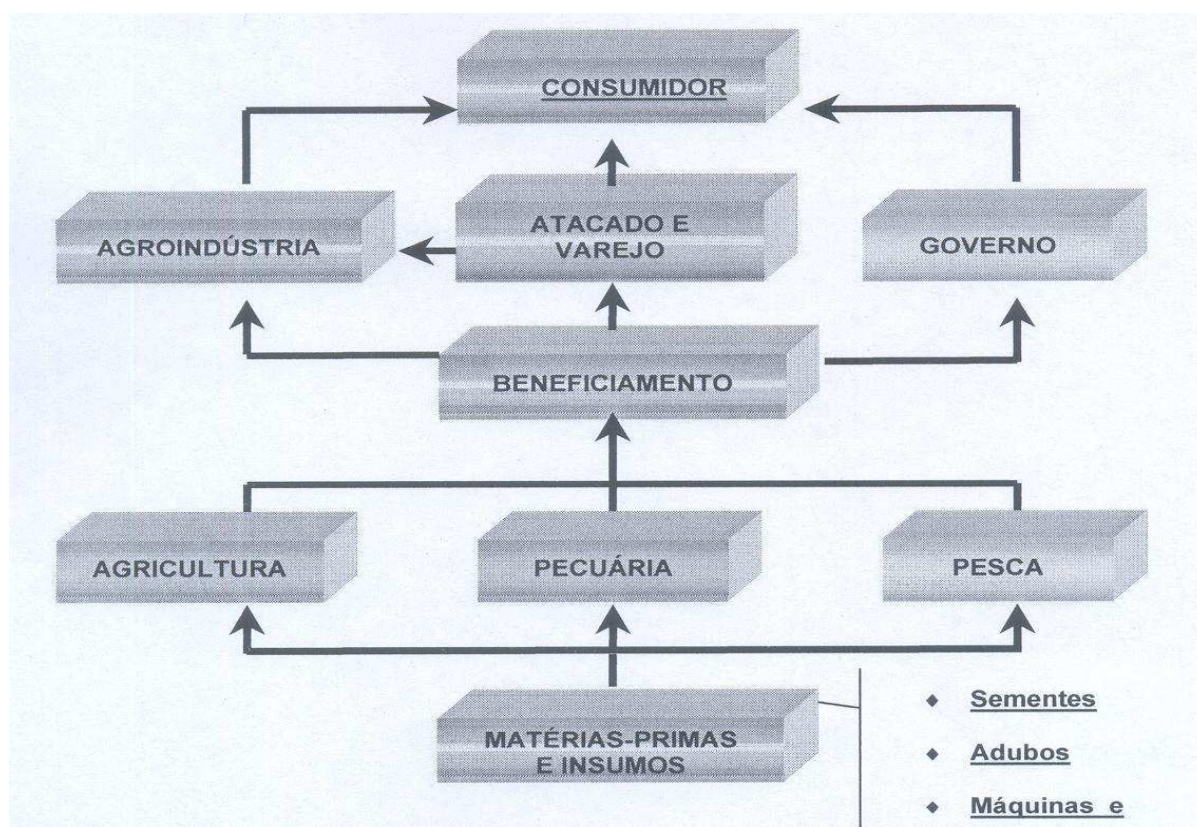 CONSUMIDOR
AGROINDÚSTRIA
ATACADO E
VAREJO
GOVERNO
BENEFICIAMENTO
AGRICULTURA
PECUÁRIA
PESCA
MATÉRIAS-PRIMAS
E INSUMOS
Sementes
Adubos
Máquinas e